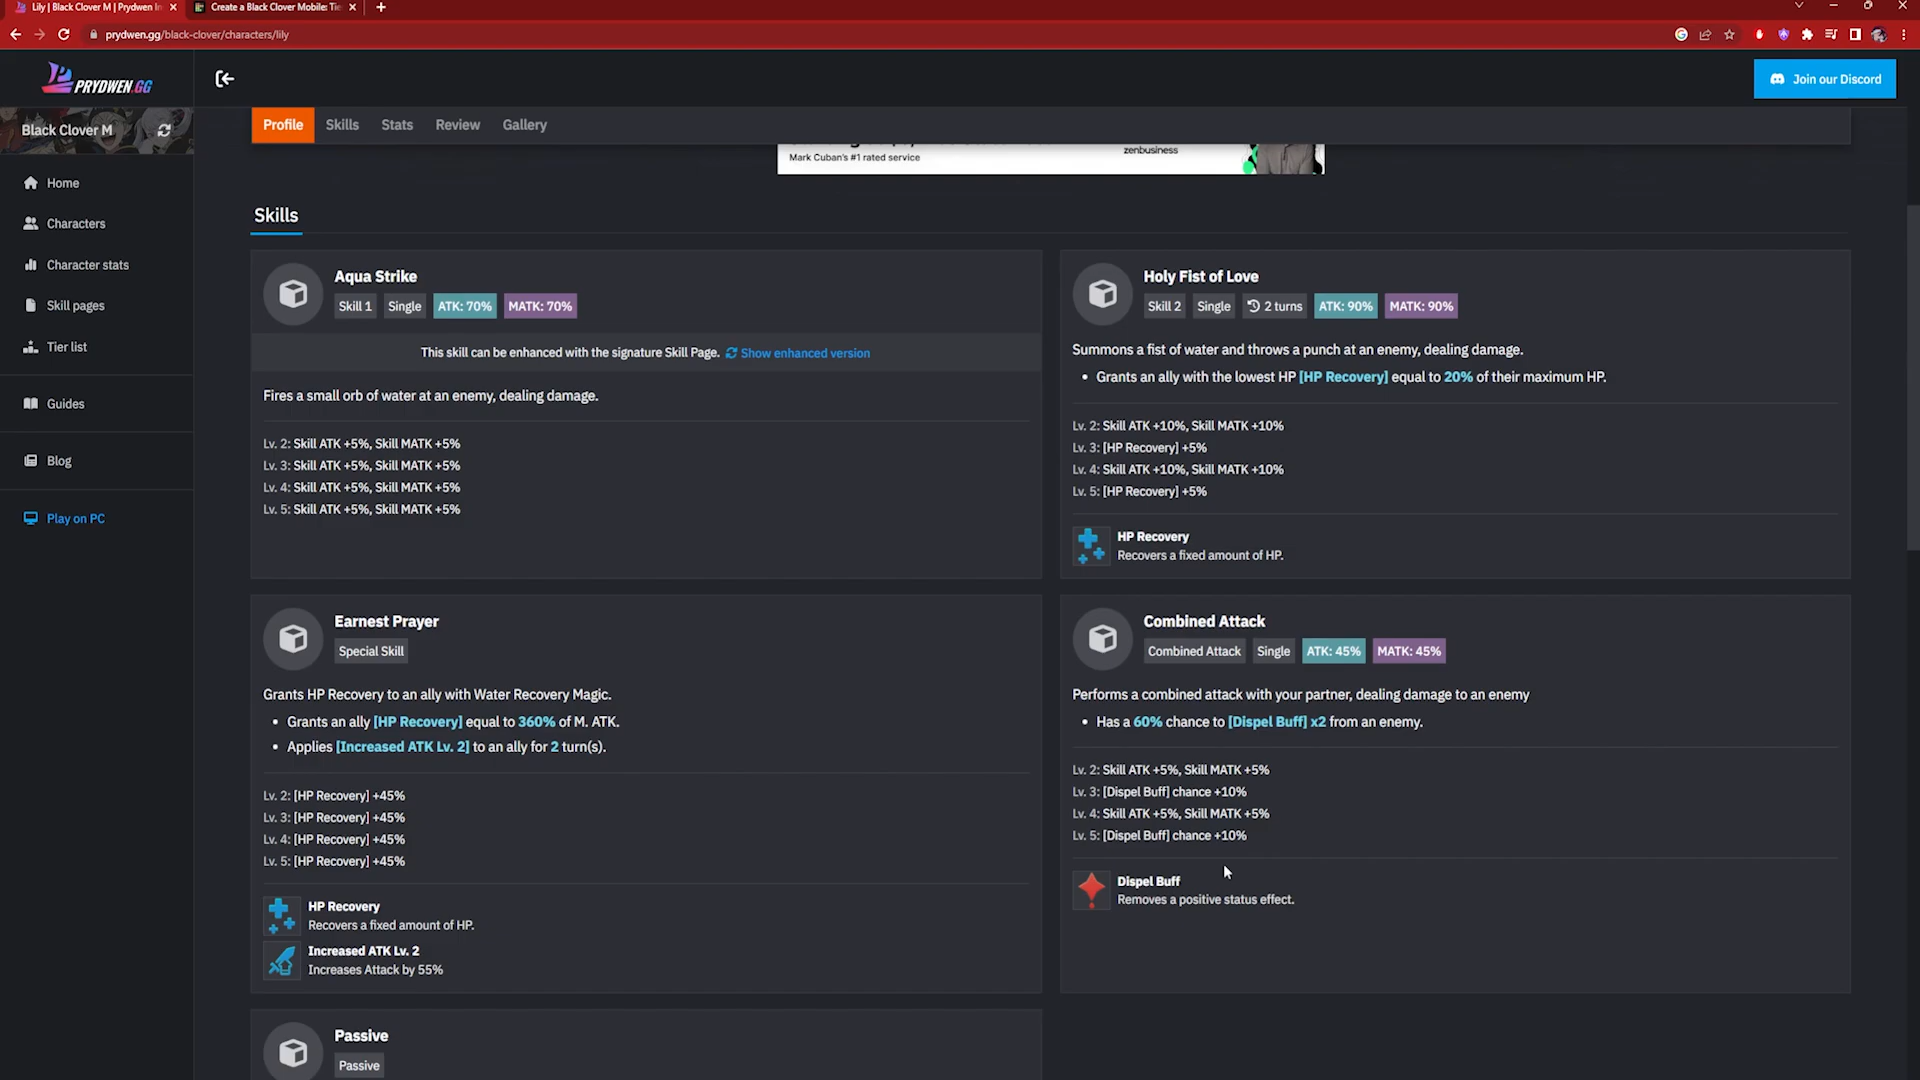 Lily | Black Clover M | Prydwen In
Create a Black Clover Mobile: Tie
prydwen.gg/black-clover/characters/lily
PRYDWEN.GG
Join our Discord
Black Clover M
Profile
Skills
Stats
Review
Gallery
Mark Cuban's #1 rated service
zenbusiness
Home
Characters
Character stats
Skill pages
Tier list
Guides
Blog
Play on PC
Skills
Aqua Strike
Skill 1 Single ATK: 70% MATK: 70%
This skill can be enhanced with the signature Skill Page. Show enhanced version
Fires a small orb of water at an enemy, dealing damage.
Lv. 2: Skill ATK +5%, Skill MATK +5%
Lv. 3: Skill ATK +5%, Skill MATK +5%
Lv. 4: Skill ATK +5%, Skill MATK +5%
Lv. 5: Skill ATK +5%, Skill MATK +5%
Holy Fist of Love
Skill 2 Single 2 turns ATK: 90% MATK: 90%
Summons a fist of water and throws a punch at an enemy, dealing damage.
• Grants an ally with the lowest HP [HP Recovery] equal to 20% of their maximum HP.
Lv. 2: Skill ATK +10%, Skill MATK +10%
Lv. 3: [HP Recovery] +5%
Lv. 4: Skill ATK +10%, Skill MATK +10%
Lv. 5: [HP Recovery] +5%
HP Recovery
Recovers a fixed amount of HP.
Earnest Prayer
Special Skill
Grants HP Recovery to an ally with Water Recovery Magic.
• Grants an ally [HP Recovery] equal to 360% of M. ATK.
• Applies [Increased ATK Lv. 2] to an ally for 2 turn(s).
Lv. 2: [HP Recovery] +45%
Lv. 3: [HP Recovery] +45%
Lv. 4: [HP Recovery] +45%
Lv. 5: [HP Recovery] +45%
HP Recovery
Recovers a fixed amount of HP.
Increased ATK Lv. 2
Increases Attack by 55%
Combined Attack
Combined Attack Single ATK: 45% MATK: 45%
Performs a combined attack with your partner, dealing damage to an enemy
• Has a 60% chance to [Dispel Buff] x2 from an enemy.
Lv. 2: Skill ATK +5%, Skill MATK +5%
Lv. 3: [Dispel Buff] chance +10%
Lv. 4: Skill ATK +5%, Skill MATK +5%
Lv. 5: [Dispel Buff] chance +10%
Dispel Buff
Removes a positive status effect.
Passive
Passive